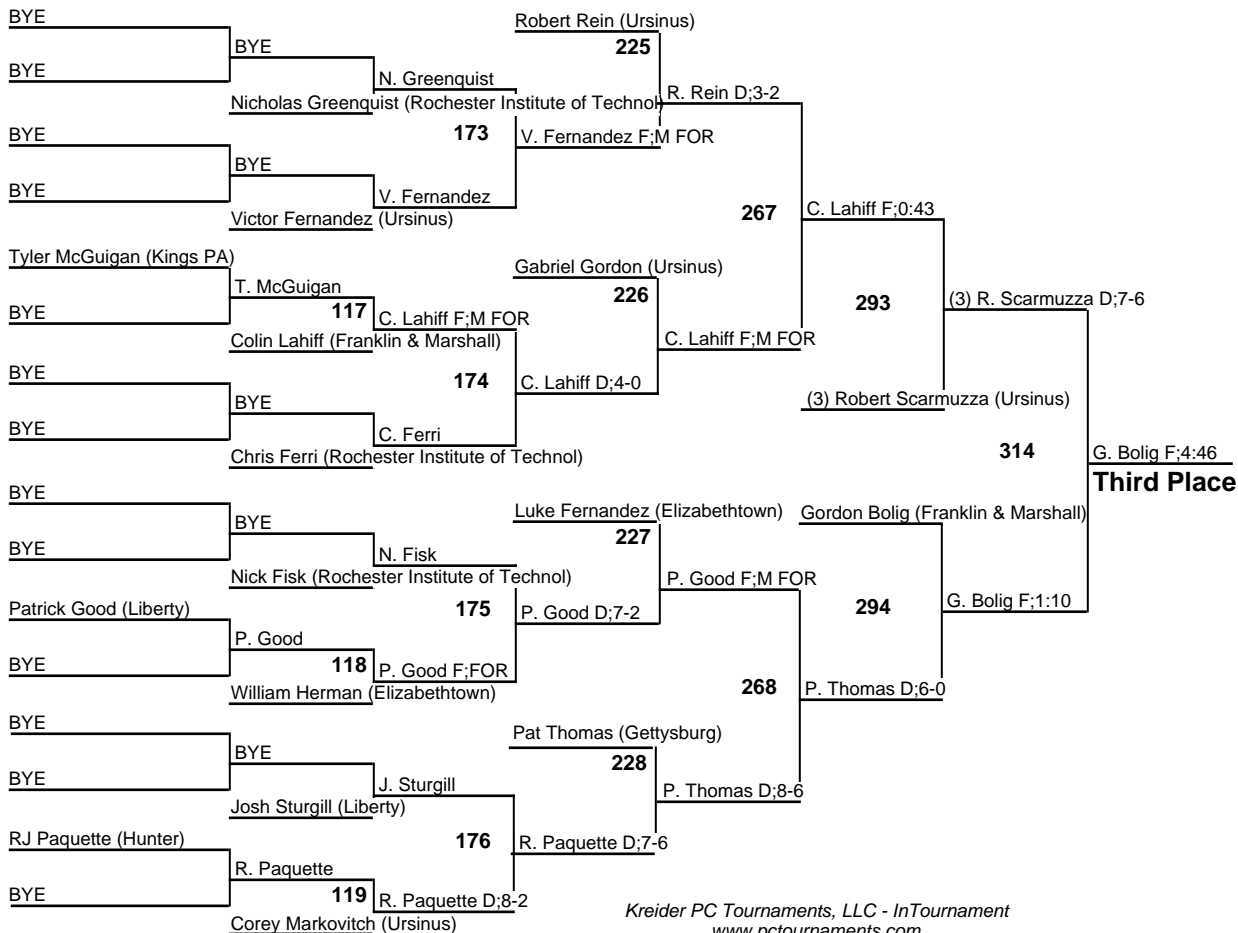 BYE
Robert Rein (Ursinus)
BYE
225
BYE
N. Greenquist
R. Rein D;3-2
Nicholas Greenquist (Rochester Institute of Technol)
BYE
173
V. Fernandez F;M FOR
BYE
BYE
V. Fernandez
267
C. Lahiff F;0:43
Victor Fernandez (Ursinus)
Tyler McGuigan (Kings PA)
Gabriel Gordon (Ursinus)
T. McGuigan
226
293
(3) R. Scarmuzza D;7-6
BYE
117
C. Lahiff F;M FOR
Colin Lahiff (Franklin & Marshall)
C. Lahiff F;M FOR
BYE
174
C. Lahiff D;4-0
BYE
(3) Robert Scarmuzza (Ursinus)
BYE
C. Ferri
Chris Ferri (Rochester Institute of Technol)
314
G. Bolig F;4:46
Third Place
BYE
Luke Fernandez (Elizabethtown)
Gordon Bolig (Franklin & Marshall)
BYE
227
BYE
N. Fisk
Nick Fisk (Rochester Institute of Technol)
P. Good F;M FOR
Patrick Good (Liberty)
175
P. Good D;7-2
294
G. Bolig F;1:10
P. Good
BYE
118
P. Good F;FOR
William Herman (Elizabethtown)
268
P. Thomas D;6-0
BYE
Pat Thomas (Gettysburg)
BYE
228
BYE
J. Sturgill
P. Thomas D;8-6
Josh Sturgill (Liberty)
RJ Paquette (Hunter)
176
R. Paquette D;7-6
R. Paquette
BYE
119
R. Paquette D;8-2
Corey Markovitch (Ursinus)
Kreider PC Tournaments, LLC - InTournament
www.pctournaments.com